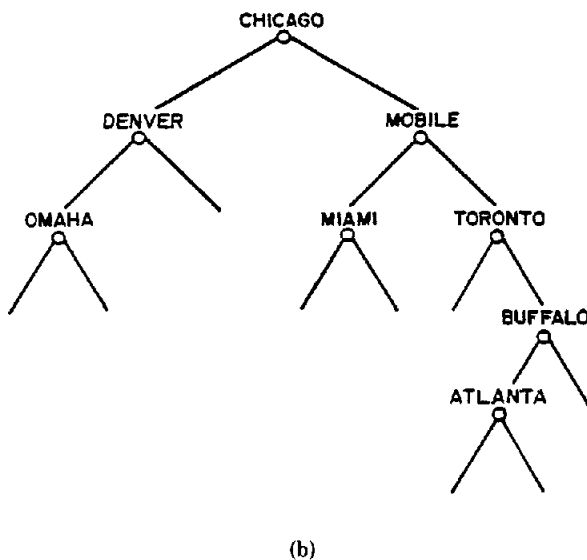 CHICAGO
DENVER
MOBILE
OMAHA
MIAMI
TORONTO
BUFFALO
ATLANTA
(b)